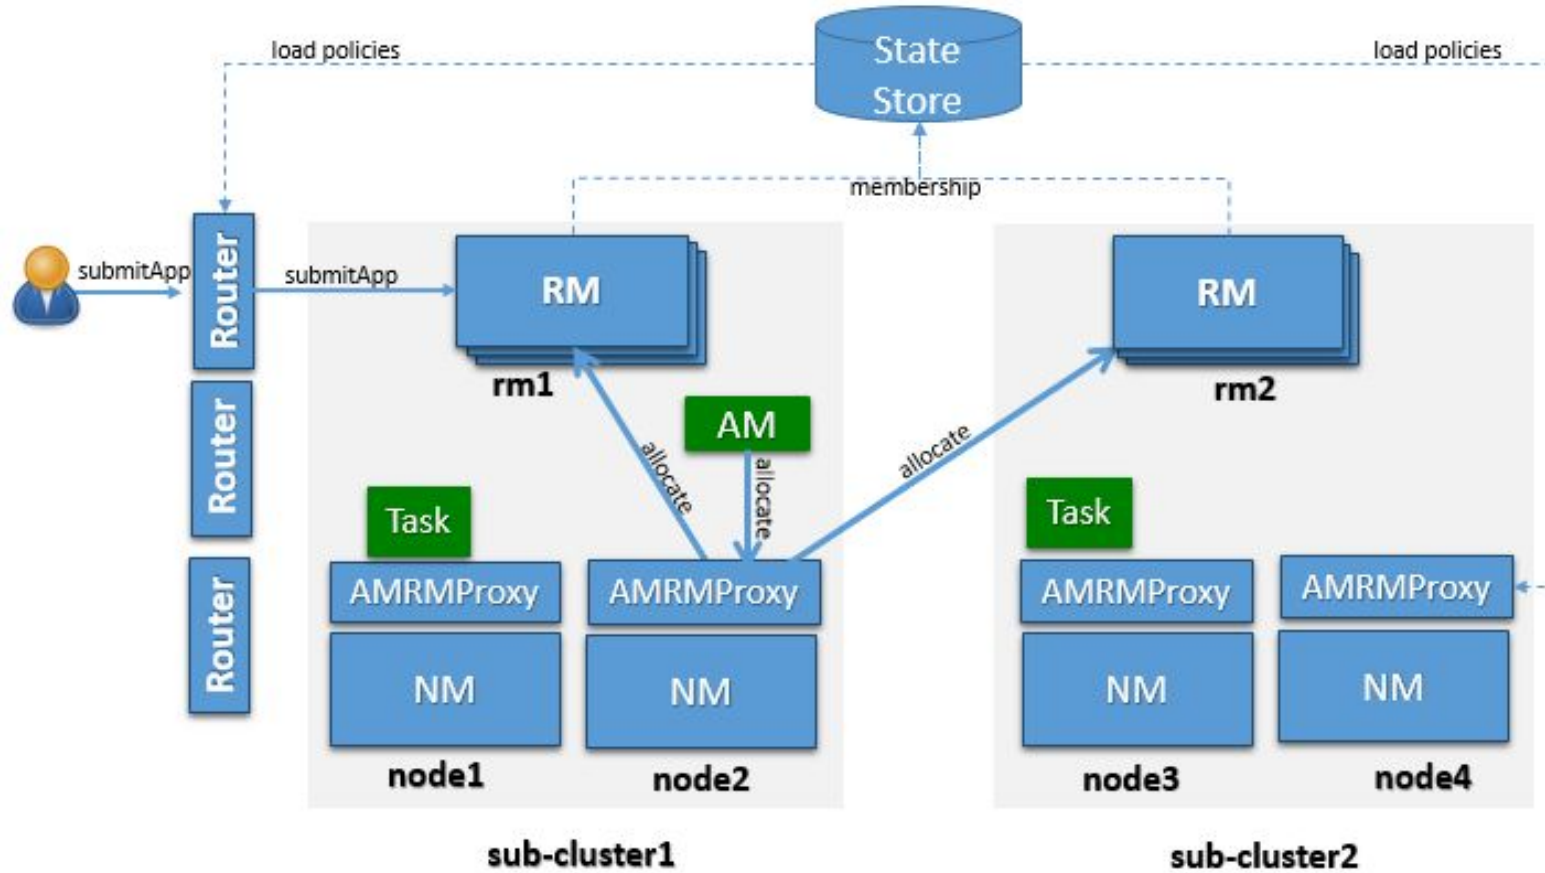 load policies
State
Store
load policies
membership
submitApp
Router
submitApp
RM
rm1
RM
rm2
Router
Router
AM
allocate
allocate
allocate
Task
AMRMProxy
NM
node1
AMRMProxy
NM
node2
sub-cluster1
Task
AMRMProxy
NM
node3
AMRMProxy
NM
node4
sub-cluster2